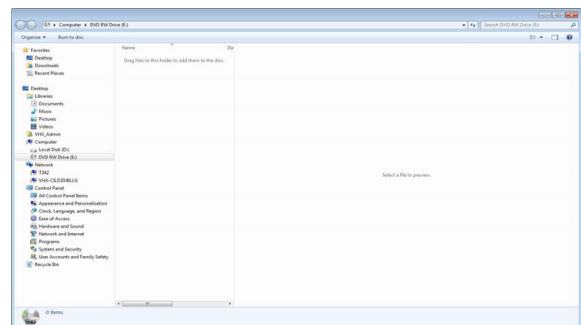 Computer ▸ DVD RW Drive (E:)
Search DVD RW Drive (E:)
Organize Burn to disc
Name
Da
Drag files to this folder to add them to the disc.
Favorites
Desktop
Downloads
Recent Places
Desktop
Libraries
Documents
Music
Pictures
Videos
VHX_Admin
Computer
Local Disk (D:)
DVD RW Drive (E:)
Network
T342
Control Panel
All Control Panel Items
Appearance and Personalization
Clock, Language, and Region
Ease of Access
Hardware and Sound
Network and Internet
Programs
System and Security
User Accounts and Family Safety
Recycle Bin
Select a file to preview.
0 items